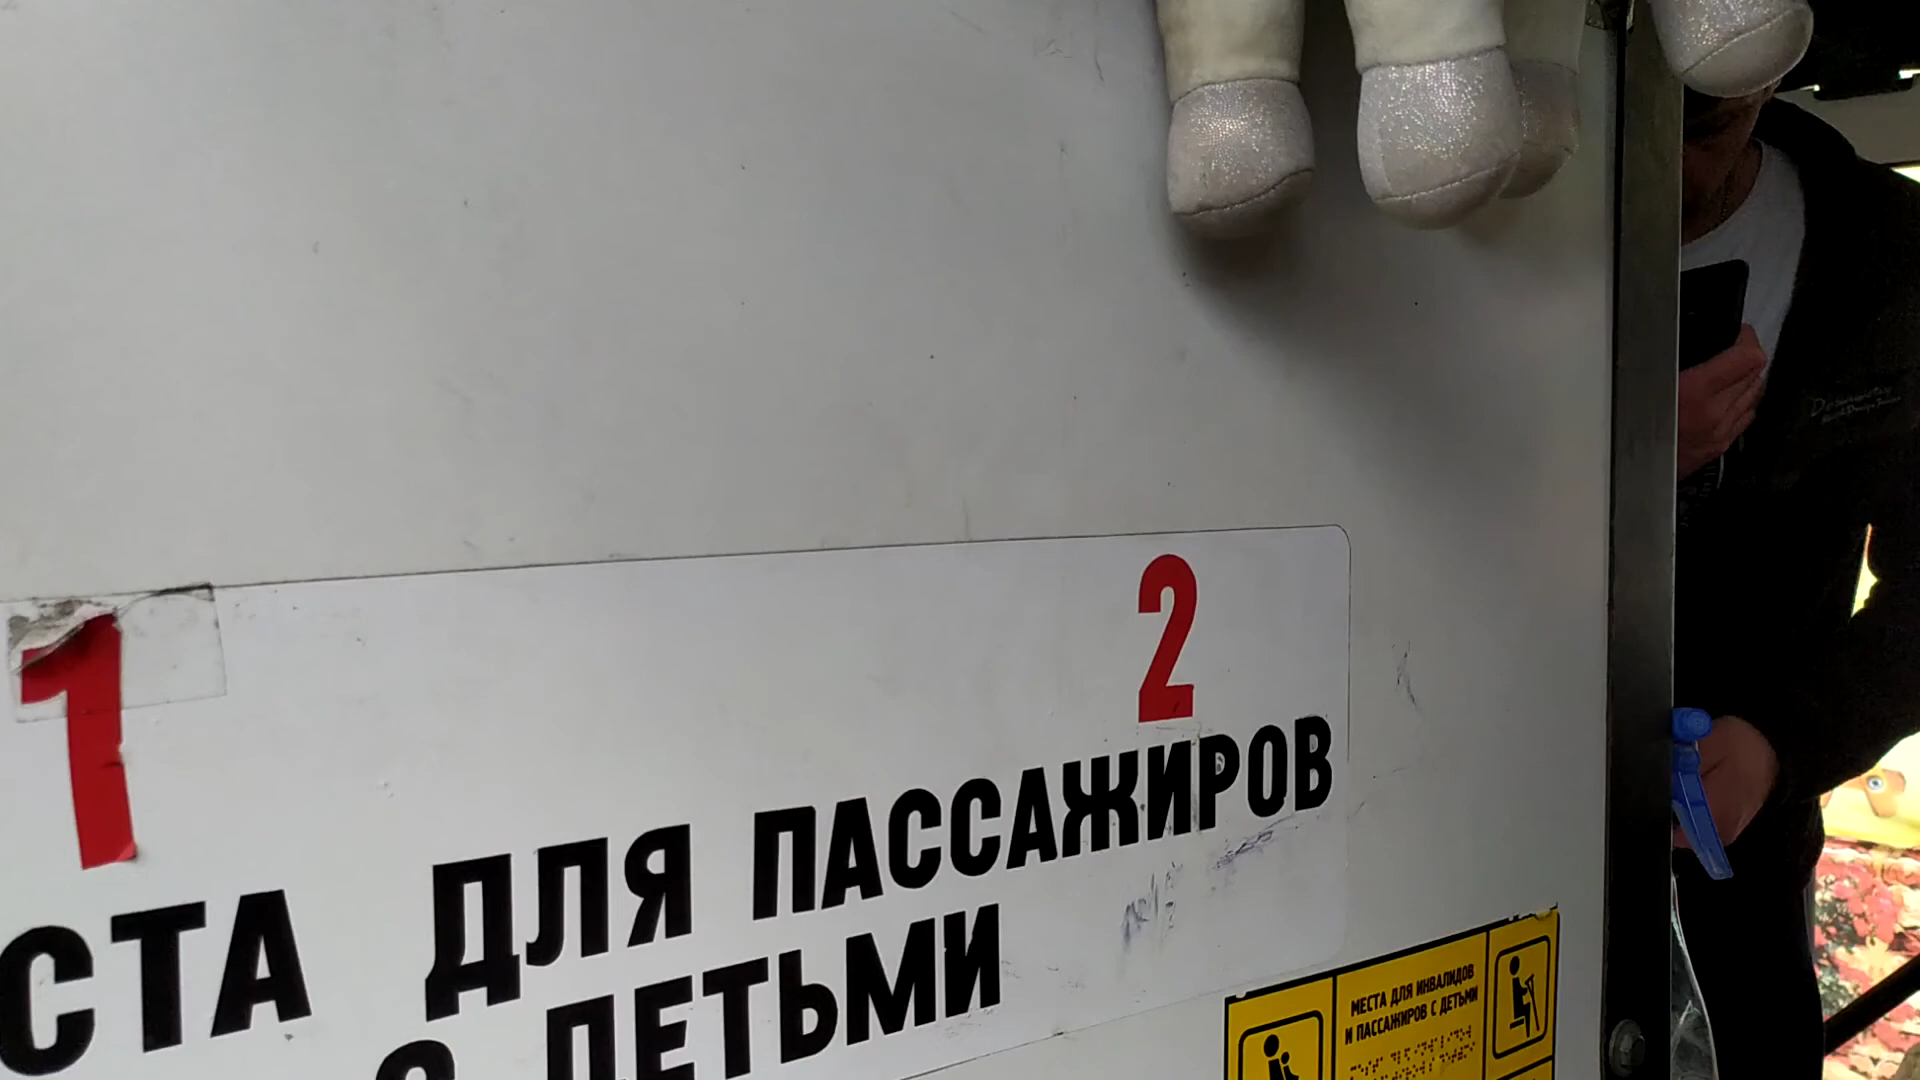 1 2
СТА ДЛЯ ПАССАЖИРОВ
С ДЕТЬМИ
МЕСТА ДЛЯ ИНВАЛИДОВ
И ПАССАЖИРОВ С ДЕТЬМИ